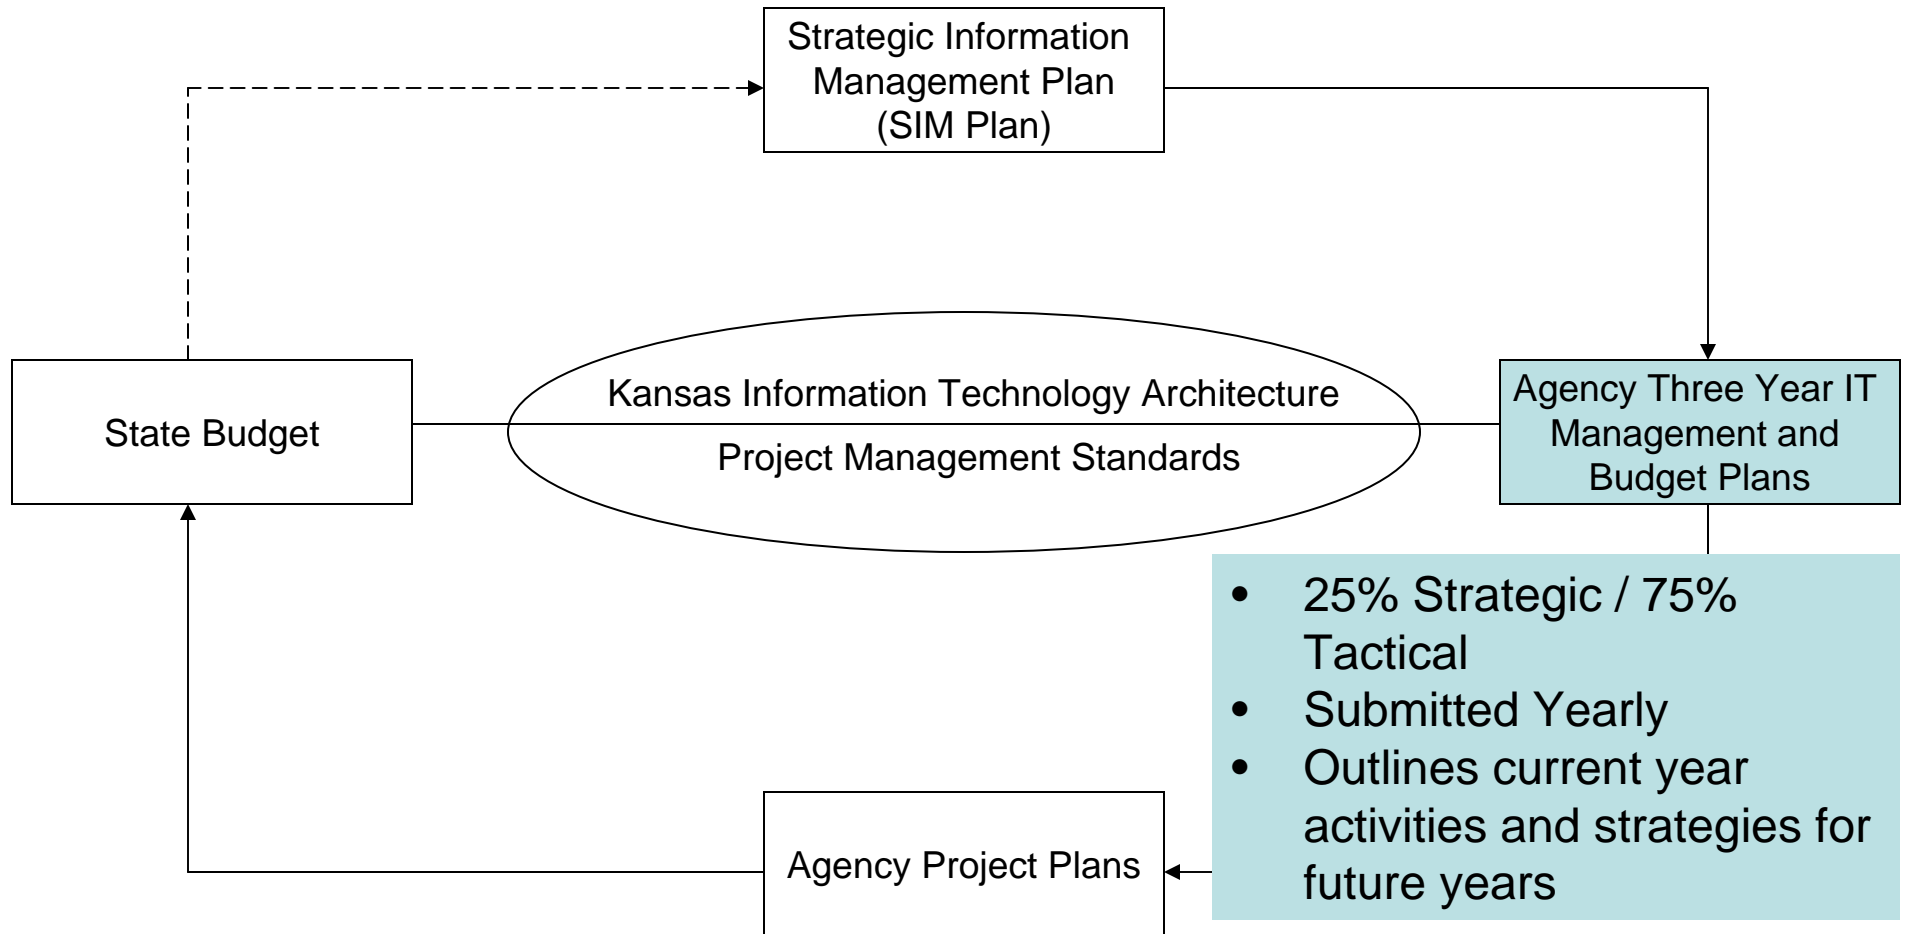 Strategic Information
Management Plan
(SIM Plan)
State Budget
Kansas Information Technology Architecture
Project Management Standards
Agency Three Year IT
Management and
Budget Plans
• 25% Strategic / 75%
Tactical
• Submitted Yearly
• Outlines current year
activities and strategies for
future years
Agency Project Plans